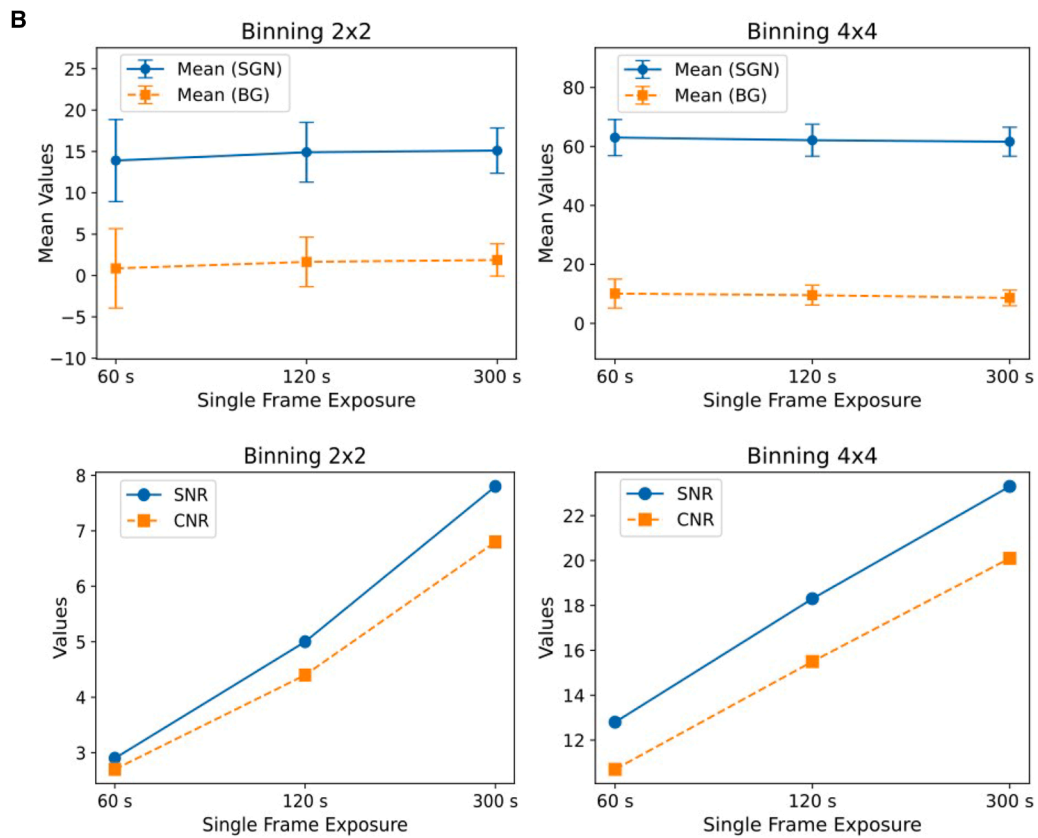 B
Binning 2x2
Mean (SGN)
Mean (BG)
25
20
15
10
5
0
−5
−10
Mean Values
60 s
120 s
300 s
Single Frame Exposure
Binning 4x4
Mean (SGN)
Mean (BG)
80
60
40
20
0
Mean Values
60 s
120 s
300 s
Single Frame Exposure
Binning 2x2
SNR
CNR
8
7
6
5
4
3
Values
60 s
120 s
300 s
Single Frame Exposure
Binning 4x4
SNR
CNR
22
20
18
16
14
12
Values
60 s
120 s
300 s
Single Frame Exposure